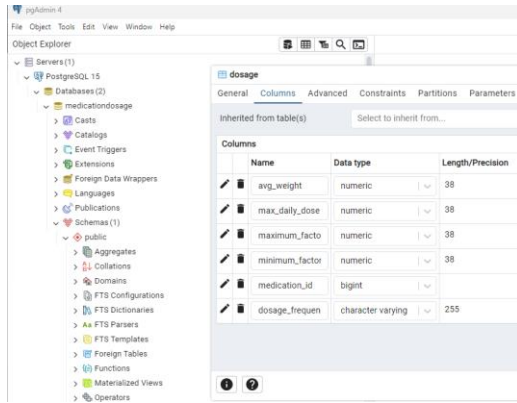 pgAdmin 4
File Object Tools Edit View Window Help
Object Explorer
Servers (1)
PostgreSQL 15
Databases (2)
medicationdosage
Casts
Catalogs
Event Triggers
Extensions
Foreign Data Wrappers
Languages
Publications
Schemas (1)
public
Aggregates
Collations
Domains
FTS Configurations
FTS Dictionaries
FTS Parsers
FTS Templates
Foreign Tables
Functions
Materialized Views
Operators
dosage
General Columns Advanced Constraints Partitions Parameters
Inherited from table(s) Select to inherit from...
Columns
Name Data type Length/Precision
avg_weight numeric 38
max_daily_dose numeric 38
maximum_facto numeric 38
minimum_factor numeric 38
medication_id bigint
dosage_frequen character varying 255